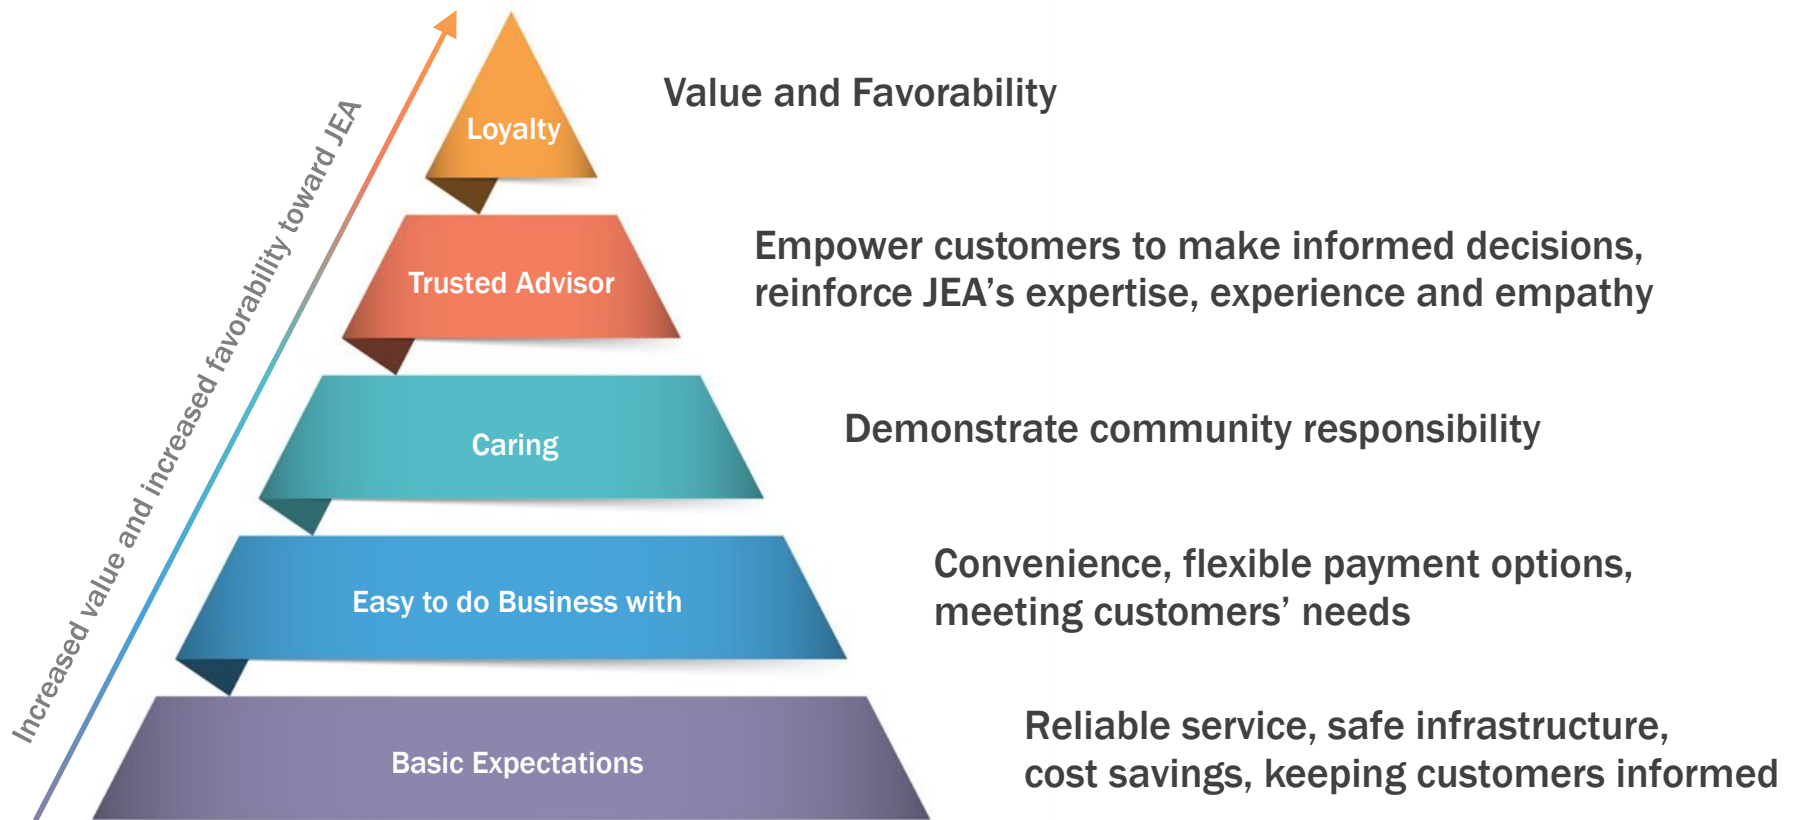 Increased value and increased favorability toward JEA
Loyalty
Value and Favorability
Trusted Advisor
Empower customers to make informed decisions,
reinforce JEA’s expertise, experience and empathy
Caring
Demonstrate community responsibility
Easy to do Business with
Convenience, flexible payment options,
meeting customers’ needs
Basic Expectations
Reliable service, safe infrastructure,
cost savings, keeping customers informed